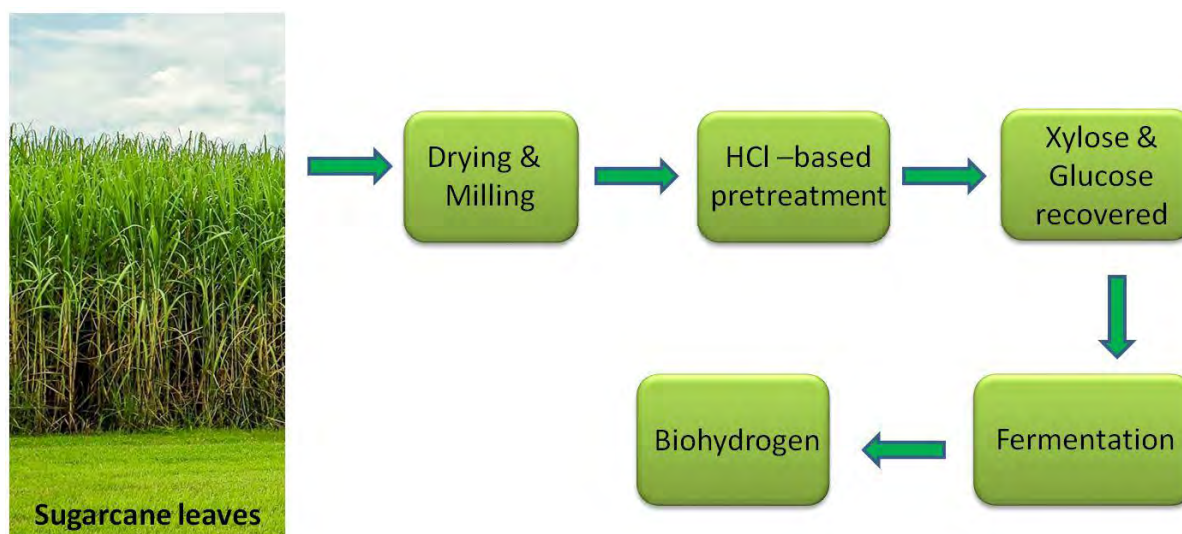 Sugarcane leaves
Drying &
Milling
HCl –based
pretreatment
Xylose &
Glucose
recovered
Fermentation
Biohydrogen